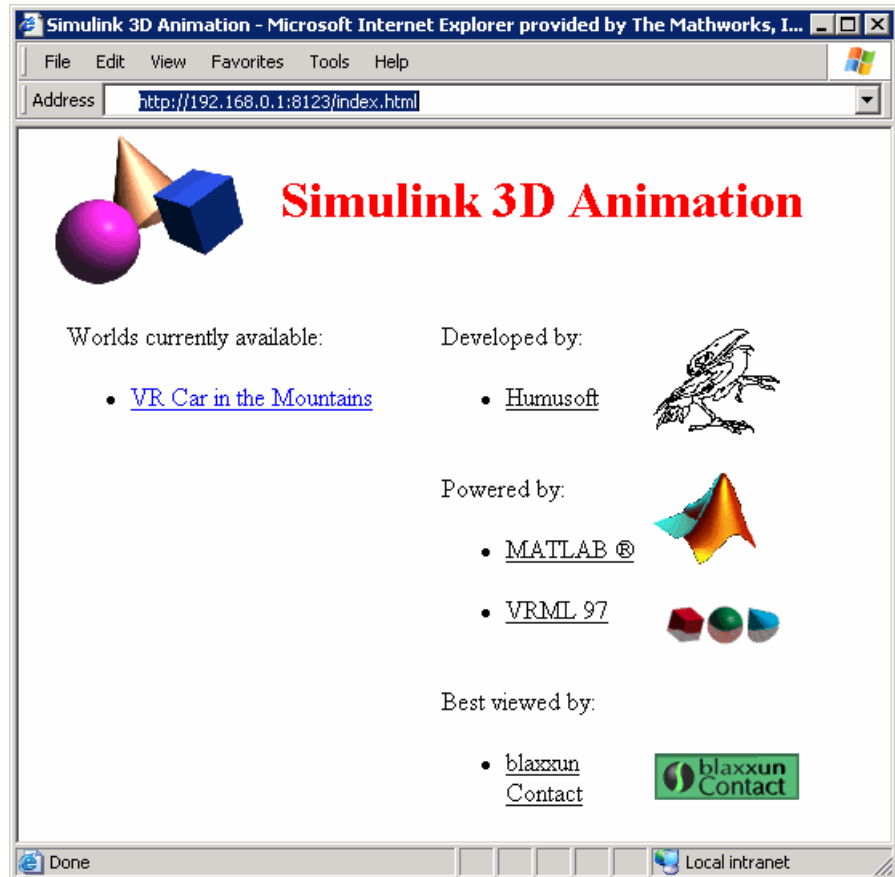 Simulink 3D Animation - Microsoft Internet Explorer provided by The Mathworks, I...
File Edit View Favorites Tools Help
Address http://192.168.0.1:8123/index.html
Simulink 3D Animation
Worlds currently available:
• VR Car in the Mountains
Developed by:
• Humusoft
Powered by:
• MATLAB ®
• VRML 97
Best viewed by:
• blaxxun
Contact
blaxxun
Contact
Done Local intranet